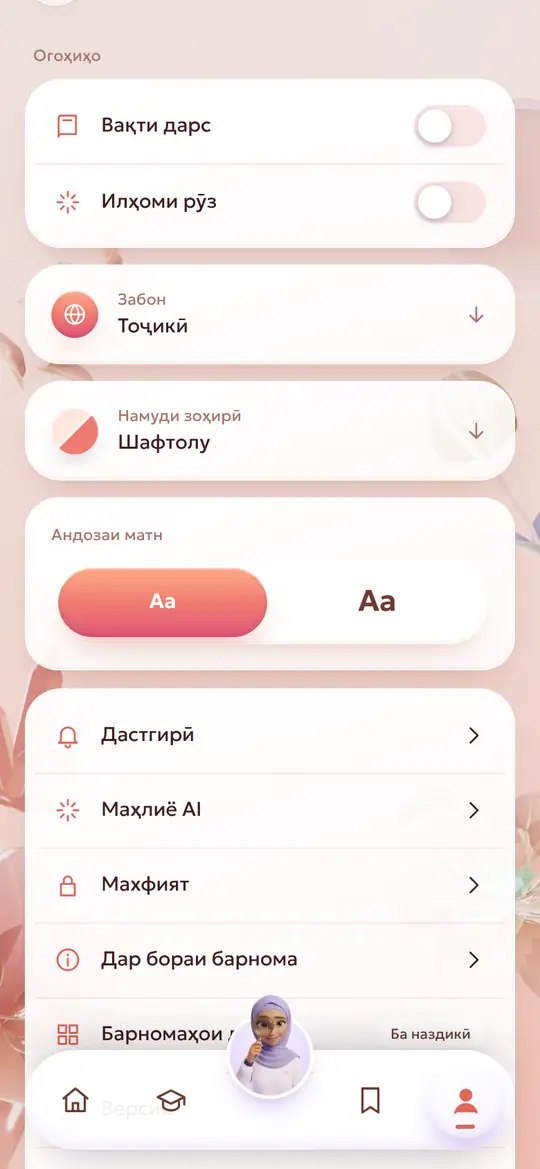 Огоҳиҳо
Вақти дарс
Илҳоми рӯз
Забон
Тоҷикӣ
Намуди зоҳирӣ
Шафтолу
Андозаи матн
Aa
Aa
Дастгирӣ
Маҳлиё AI
Махфият
Дар бораи барнома
Барномаҳои
Ба наздикӣ